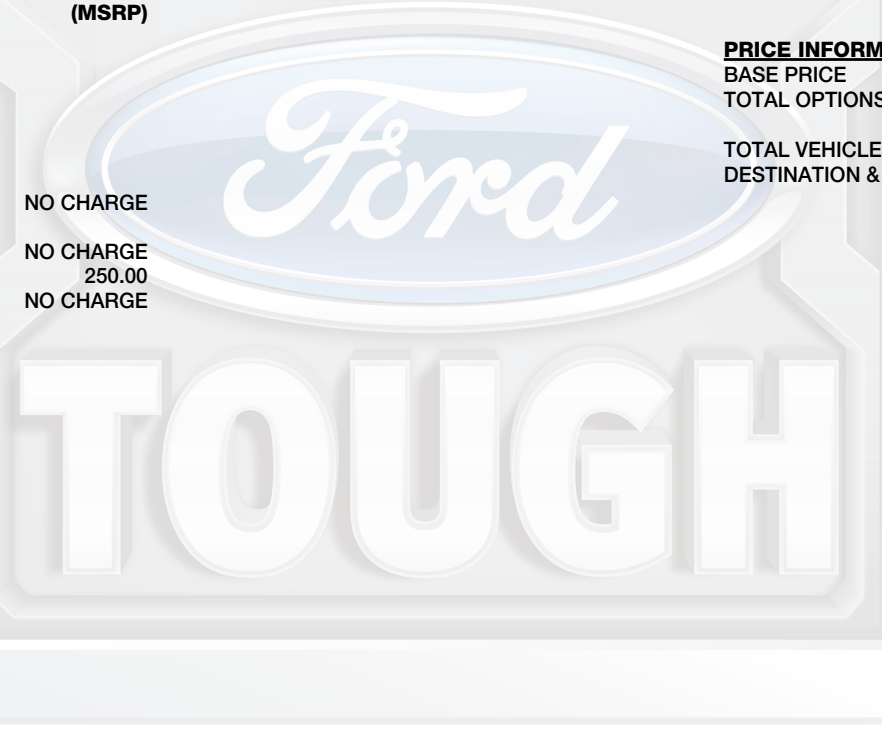 (MSRP)
NO CHARGE
NO CHARGE
250.00
NO CHARGE
PRICE INFORM
BASE PRICE
TOTAL OPTIONS
TOTAL VEHICLE
DESTINATION &
Ford
TOUGH